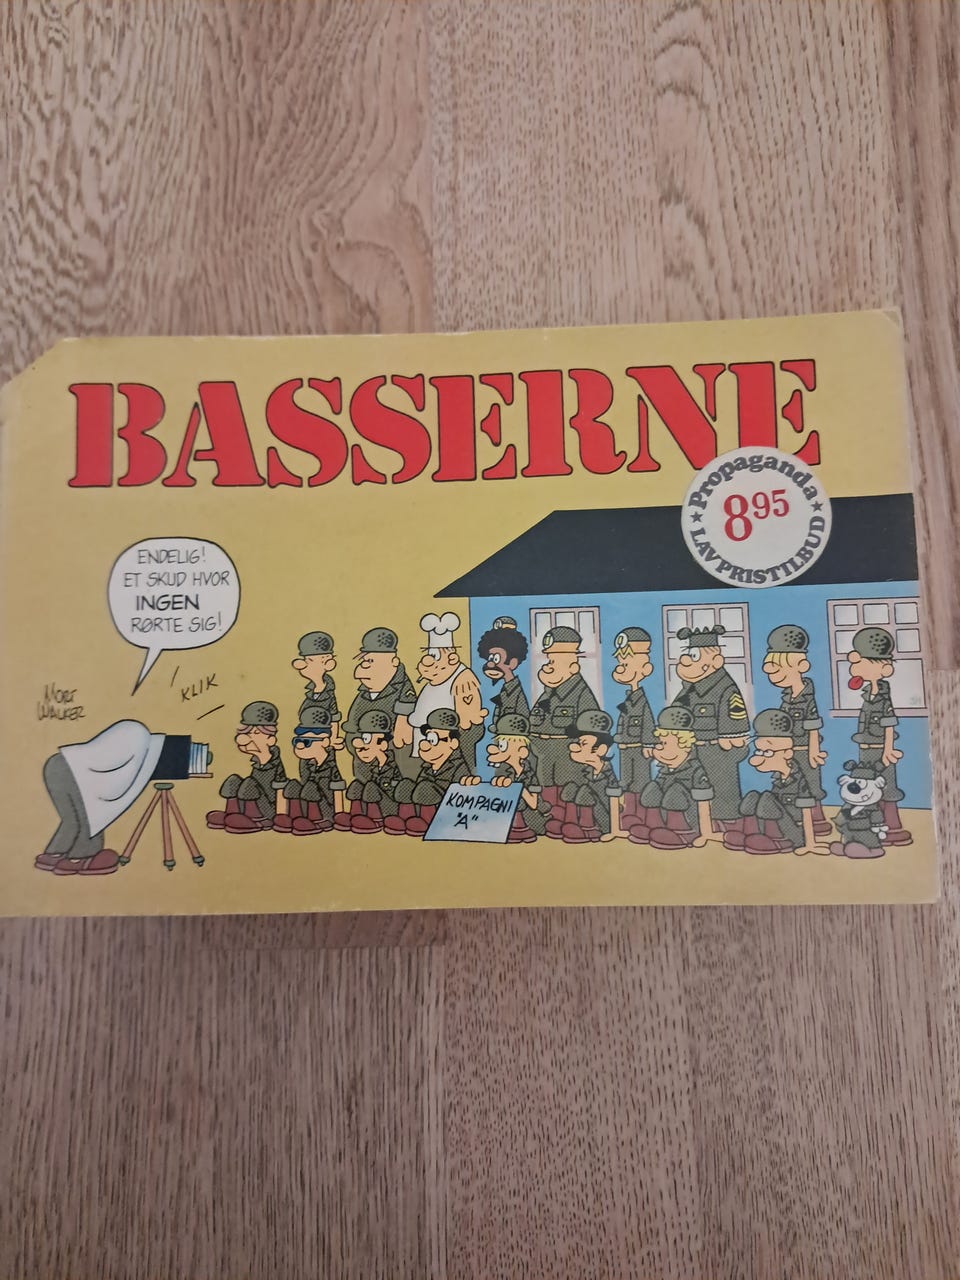 BASSERNE
Propaganda
8 95
LAVPRISTILBUD
ENDELIG!
ET SKUD HVOR
INGEN
RØRTE SIG!
KLIK
MORT
WALKER
KOMPAGNI
"A"